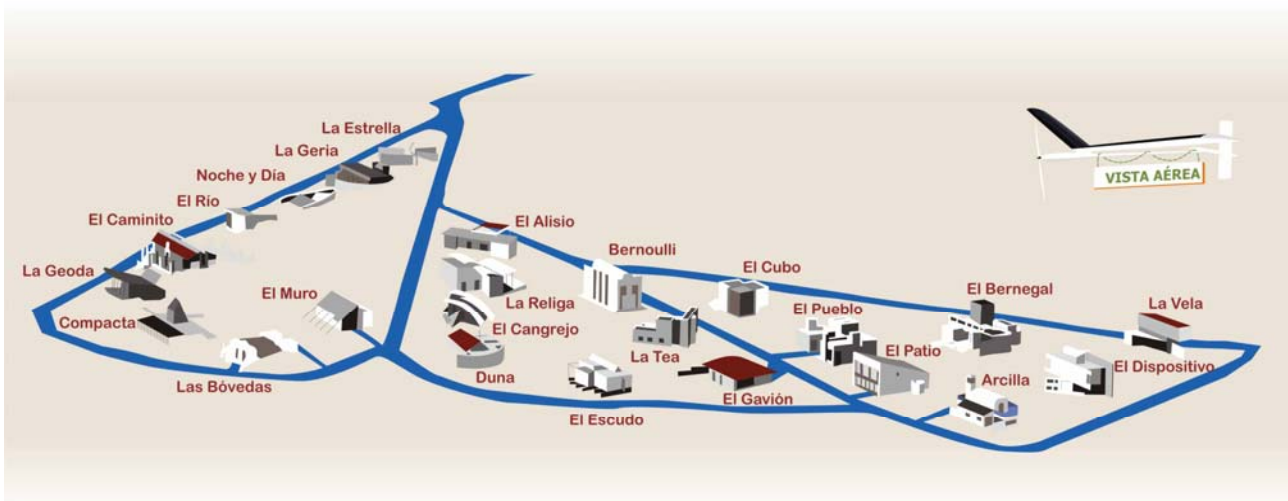 La Estrella
La Geria
Noche y Día
El Río
El Caminito
La Geoda
Compacta
Las Bóvedas
El Muro
El Alisio
La Religa
El Cangrejo
Duna
Bernoulli
La Tea
El Escudo
El Gavión
El Cubo
El Pueblo
El Patio
El Bernegal
Arcilla
La Vela
El Dispositivo
VISTA AÉREA